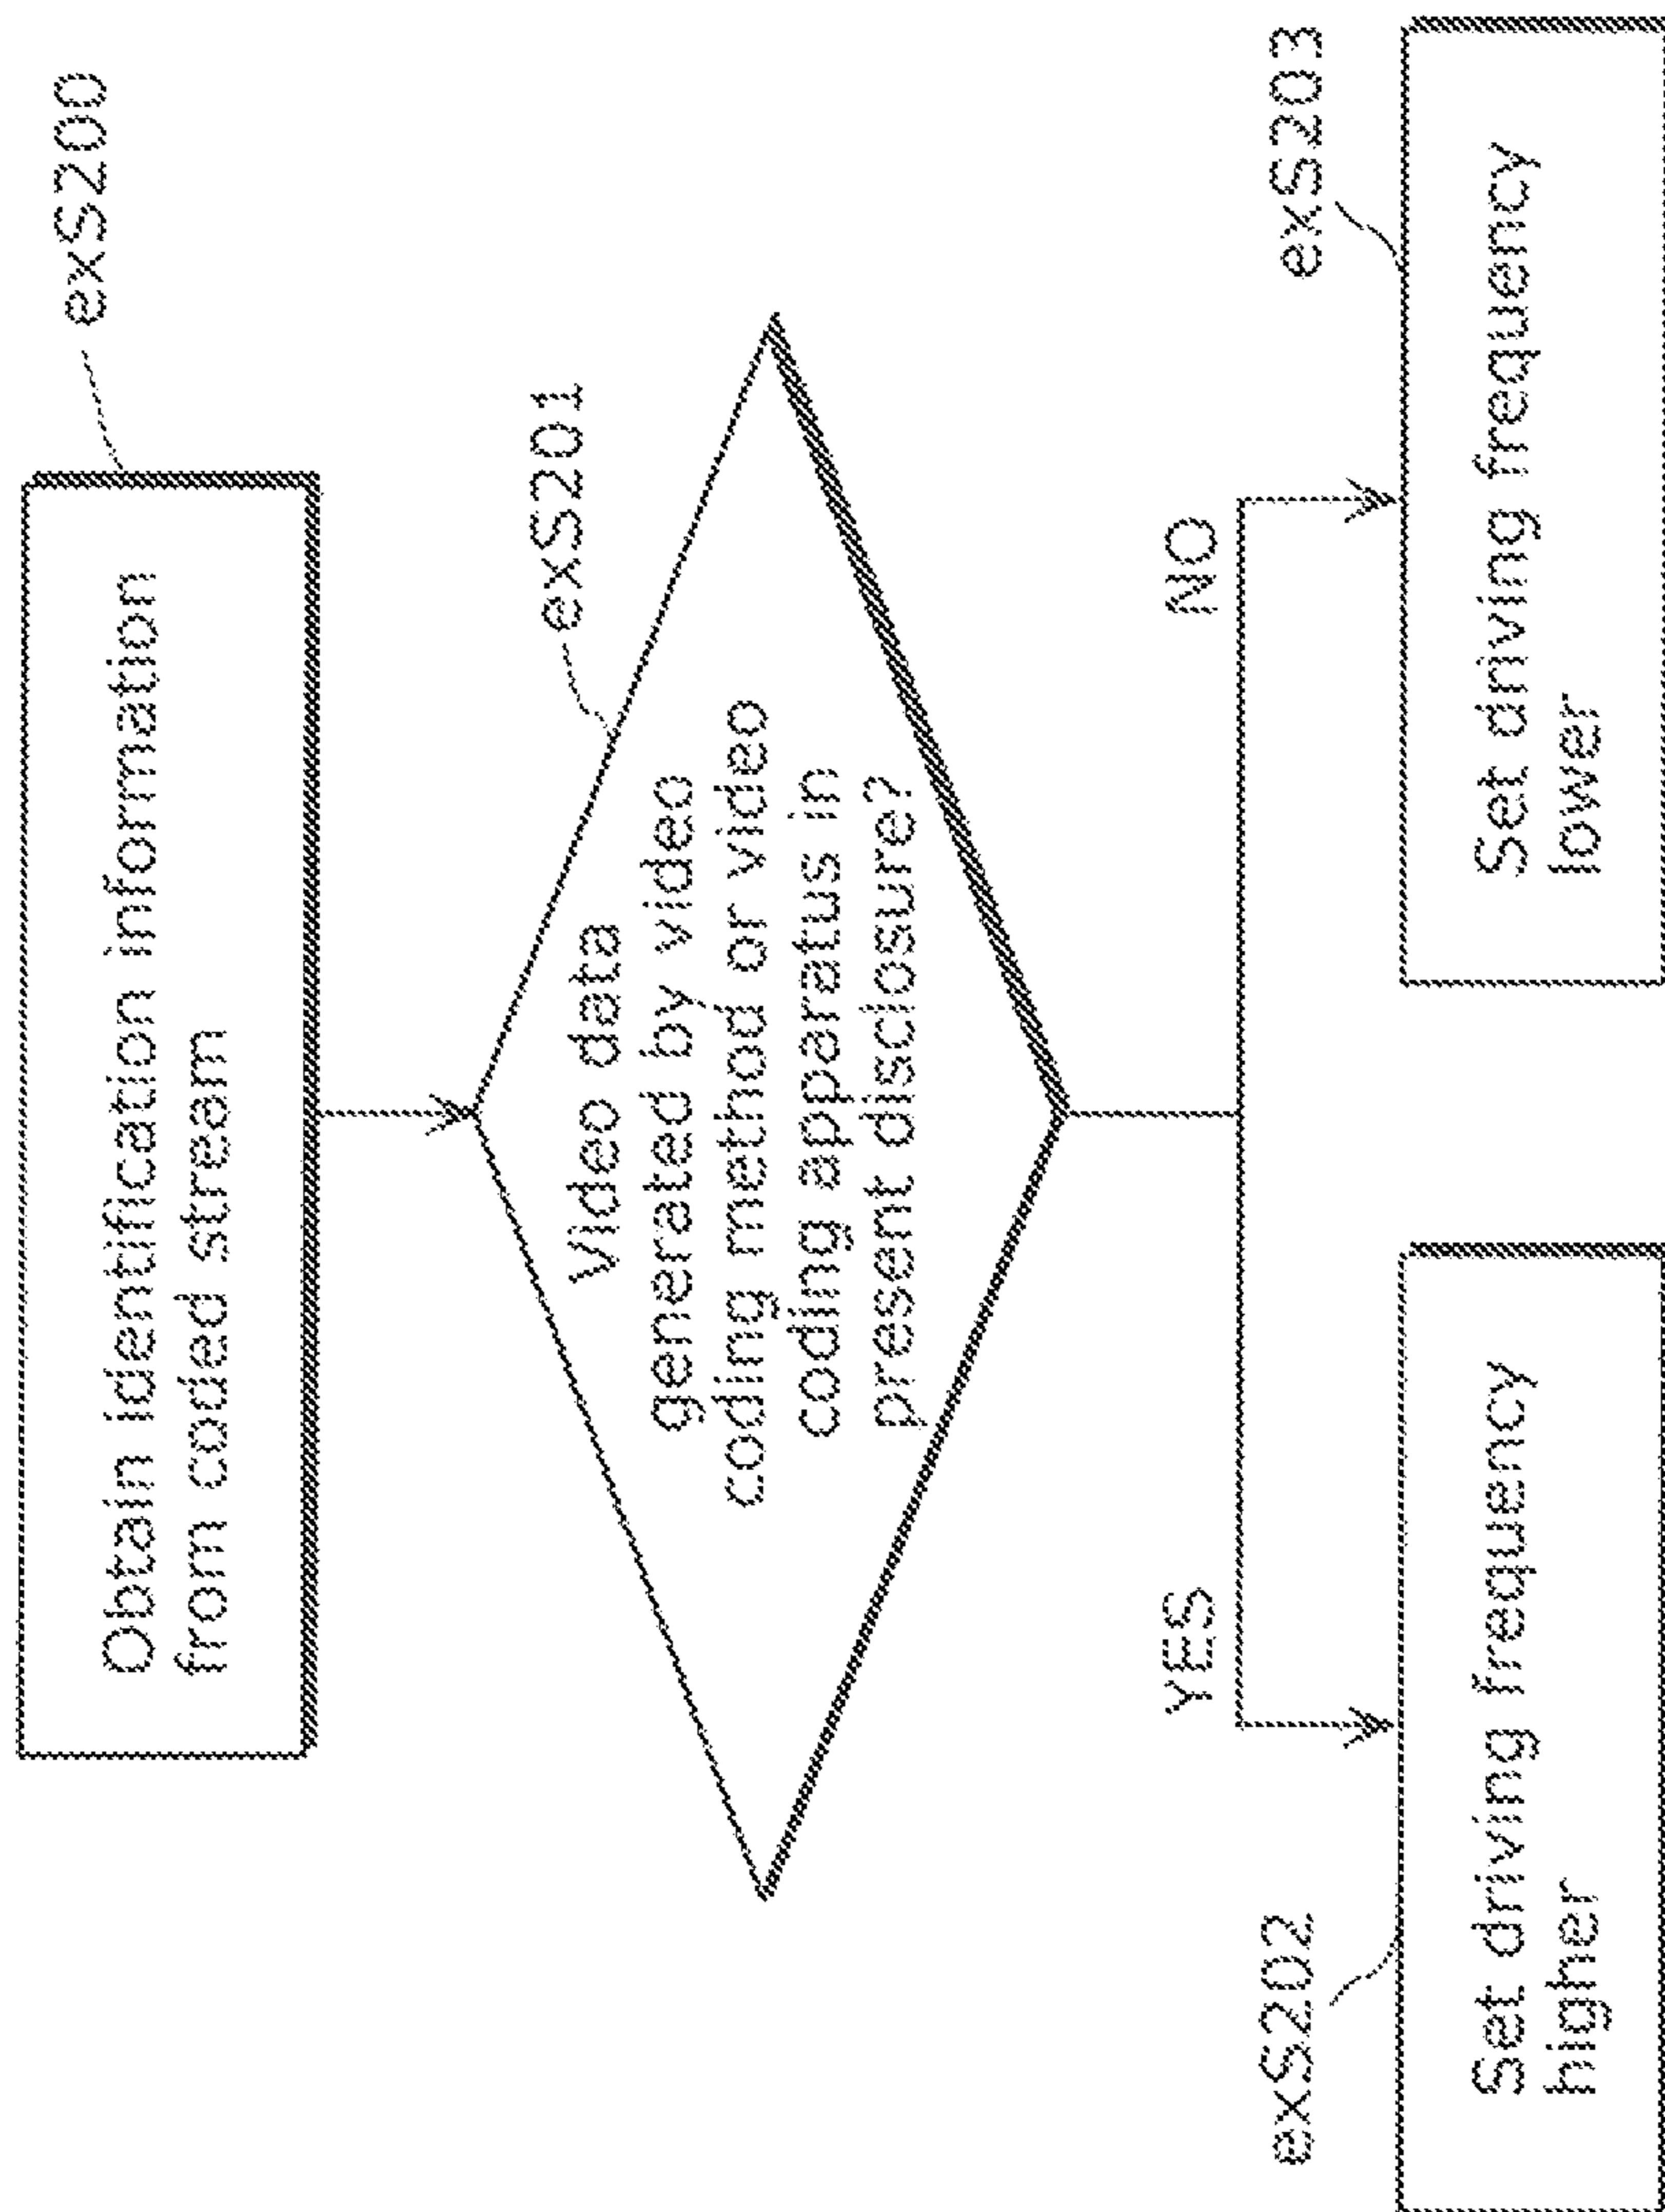 exS200
Obtain identification information
from coded stream
exS201
Video data
generated by video
coding method or video
coding apparatus in
present disclosure?
YES
NO
exS202
exS203
Set driving frequency
higher
Set driving frequency
lower